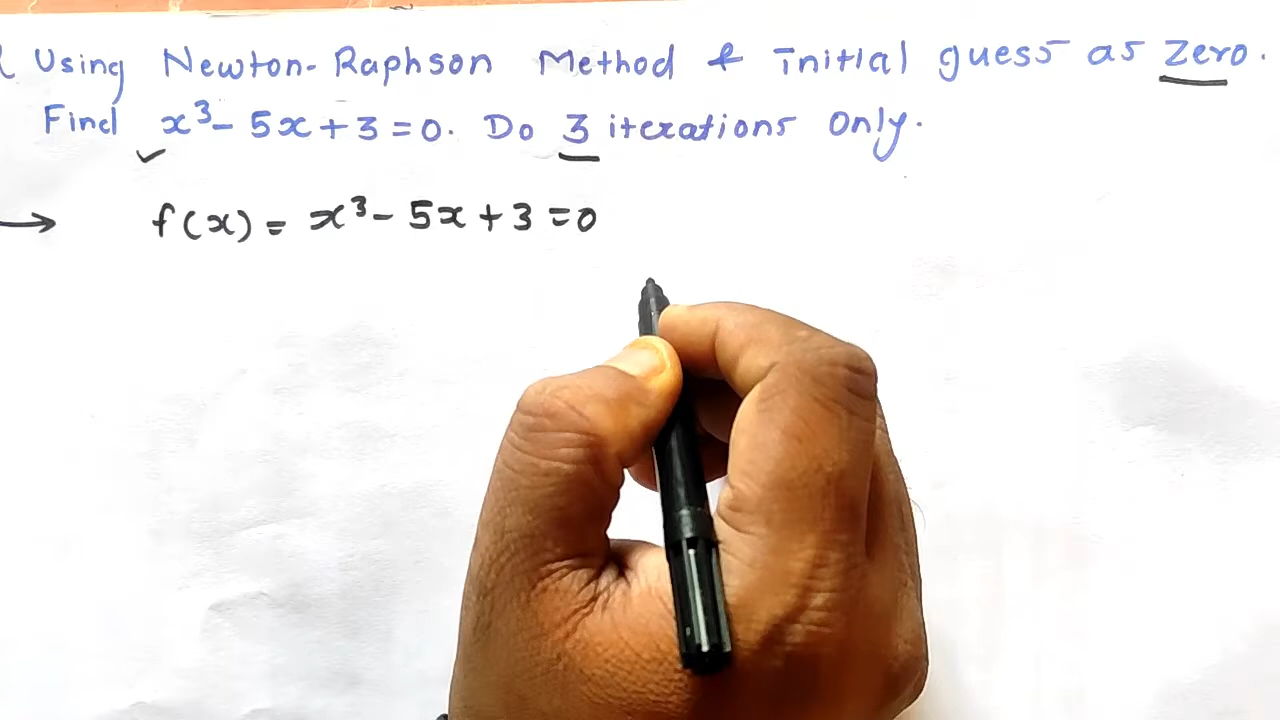 Using Newton-Raphson Method & initial guess as zero.
Find x³- 5x+3=0. Do 3 iterations only.
→ f(x) = x³- 5x + 3 =0